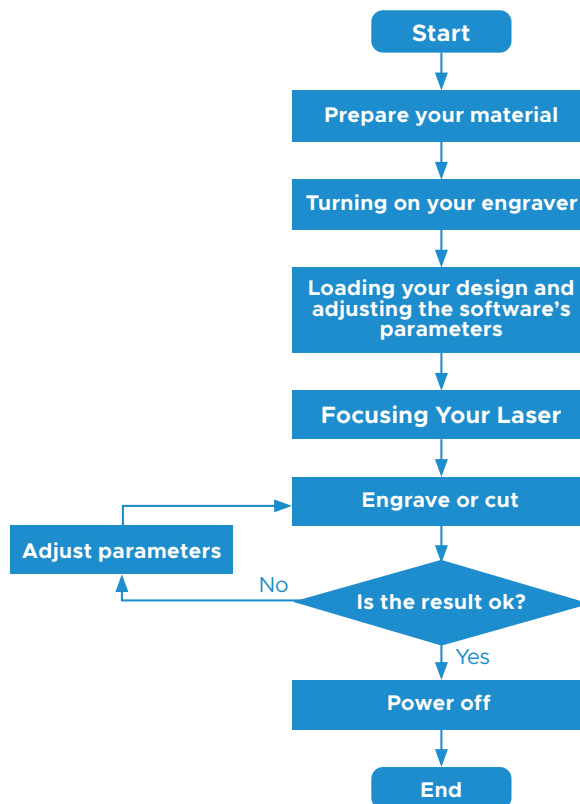 Start
Prepare your material
Turning on your engraver
Loading your design and
adjusting the software’s
parameters
Focusing Your Laser
Engrave or cut
Adjust parameters
No
Is the result ok?
Yes
Power off
End